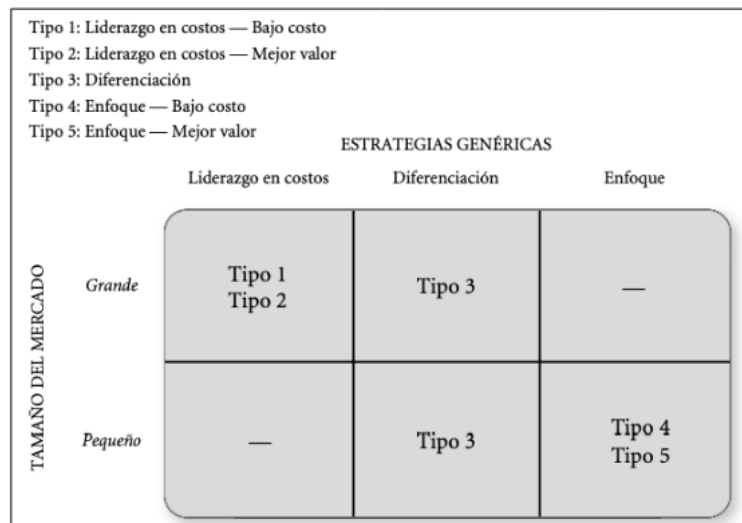 Tipo 1: Liderazgo en costos — Bajo costo
Tipo 2: Liderazgo en costos — Mejor valor
Tipo 3: Diferenciación
Tipo 4: Enfoque — Bajo costo
Tipo 5: Enfoque — Mejor valor
ESTRATEGIAS GENÉRICAS
Liderazgo en costos
Diferenciación
Enfoque
TAMAÑO DEL MERCADO
Grande
Tipo 1
Tipo 2
Tipo 3
—
Pequeño
—
Tipo 3
Tipo 4
Tipo 5